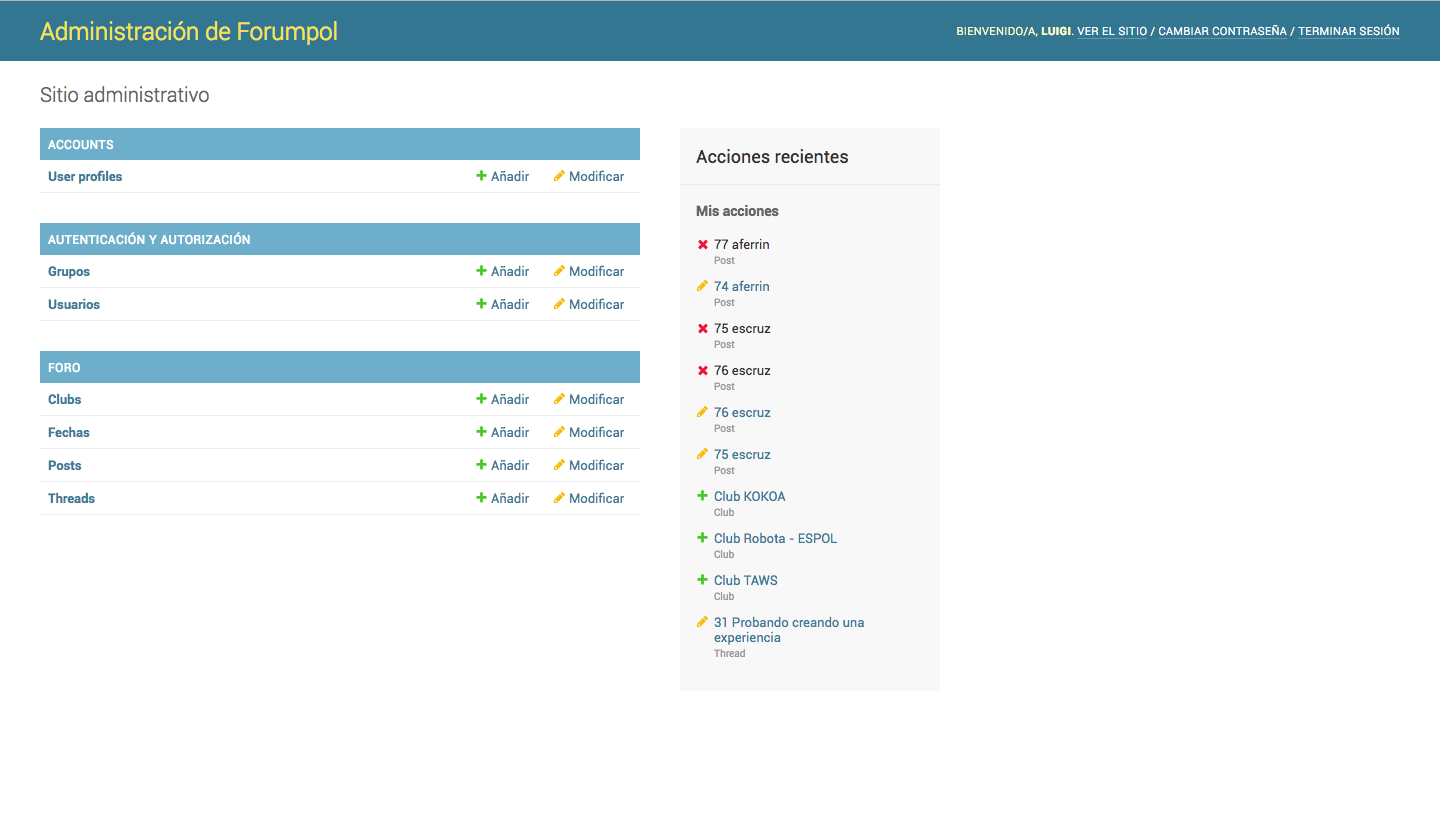 Administración de Forumpol
BIENVENIDO/A, LUIGI. VER EL SITIO / CAMBIAR CONTRASEÑA / TERMINAR SESIÓN
Sitio administrativo
ACCOUNTS
User profiles Añadir Modificar
AUTENTICACIÓN Y AUTORIZACIÓN
Grupos Añadir Modificar
Usuarios Añadir Modificar
FORO
Clubs Añadir Modificar
Fechas Añadir Modificar
Posts Añadir Modificar
Threads Añadir Modificar
Acciones recientes
Mis acciones
77 aferrin
Post
74 aferrin
Post
75 escruz
Post
76 escruz
Post
76 escruz
Post
75 escruz
Post
Club KOKOA
Club
Club Robota - ESPOL
Club
Club TAWS
Club
31 Probando creando una
experiencia
Thread